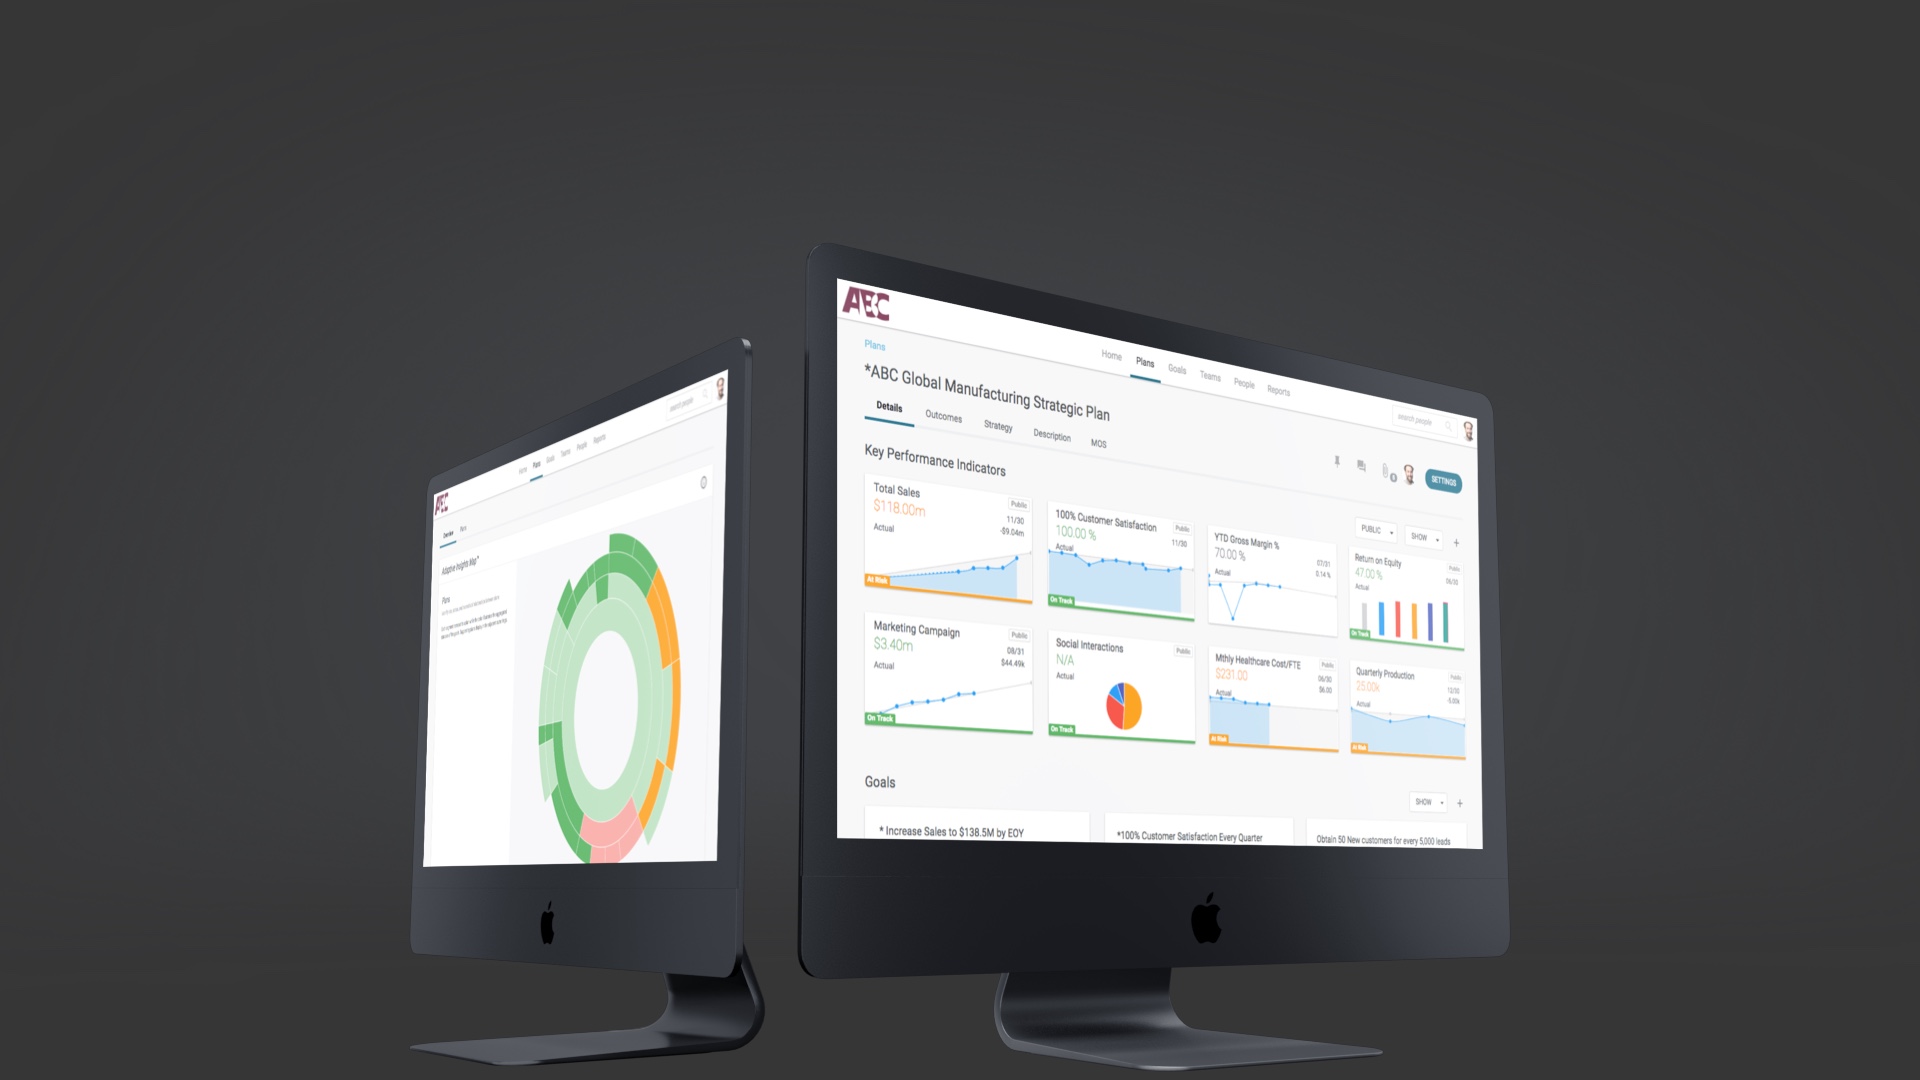 ABC
Home
Plans
Goals
Teams
People
Reports
search people
Overview
Plans
Adaptive Insights Map™
Plans
ABC
Home
Plans
Goals
Teams
People
Reports
search people
Plans
*ABC Global Manufacturing Strategic Plan
SETTINGS
Details
Outcomes
Strategy
Description
MOS
Key Performance Indicators
PUBLIC
SHOW
+
Total Sales
Public
$118.00m
11/30
-$9.04m
Actual
At Risk
100% Customer Satisfaction
Public
100.00 %
11/30
Actual
On Track
YTD Gross Margin %
70.00 %
07/31
0.14 %
Actual
Return on Equity
Public
47.00 %
06/30
Actual
On Track
Marketing Campaign
Public
$3.40m
08/31
$44.49k
Actual
On Track
Social Interactions
Public
N/A
Actual
On Track
Mthly Healthcare Cost/FTE
Public
$231.00
06/30
$6.00
Actual
At Risk
Quarterly Production
Public
25.00k
12/30
-5.00k
Actual
At Risk
Goals
SHOW
+
* Increase Sales to $138.5M by EOY
*100% Customer Satisfaction Every Quarter
Obtain 50 New customers for every 5,000 leads